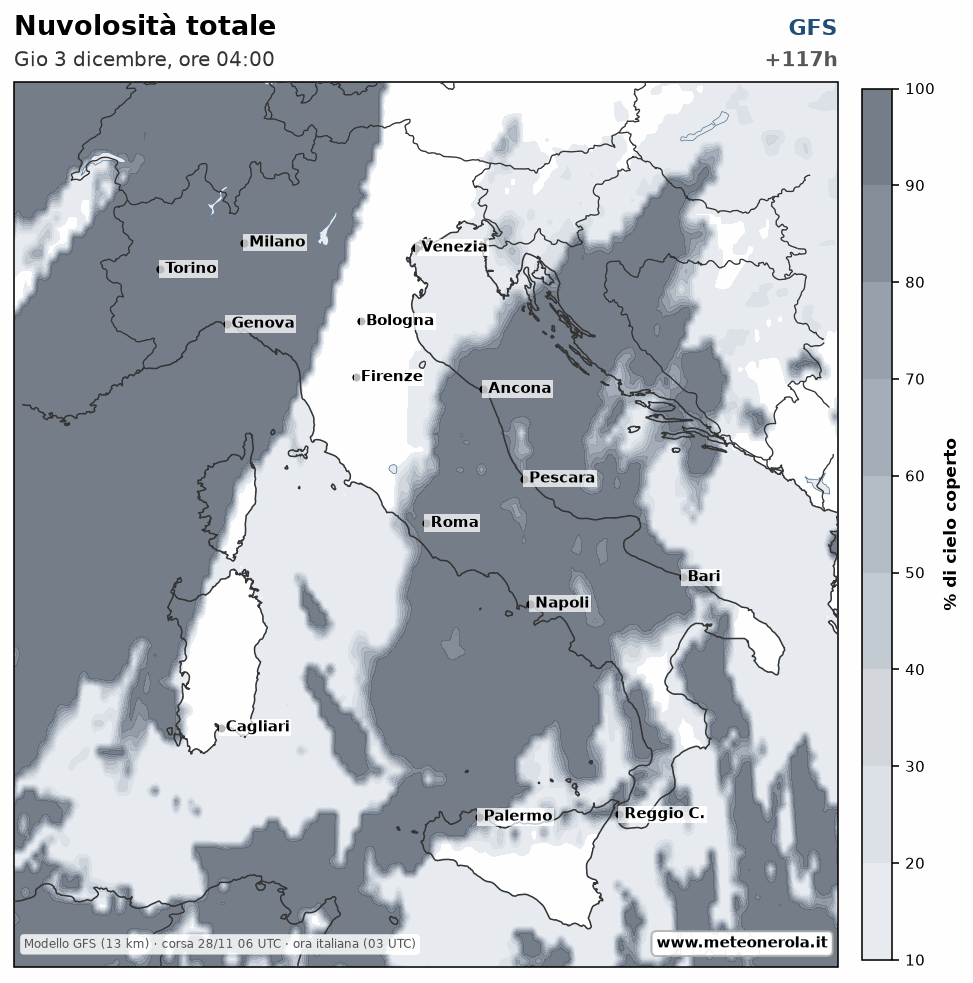 Nuvolosità totale
GFS
Gio 3 dicembre, ore 04:00
+117h
Milano
Venezia
Torino
Genova
Bologna
Firenze
Ancona
Pescara
Roma
Bari
Napoli
Cagliari
Palermo
Reggio C.
100
90
80
70
60
50
40
30
20
10
% di cielo coperto
Modello GFS (13 km) · corsa 28/11 06 UTC · ora italiana (03 UTC)
www.meteonerola.it